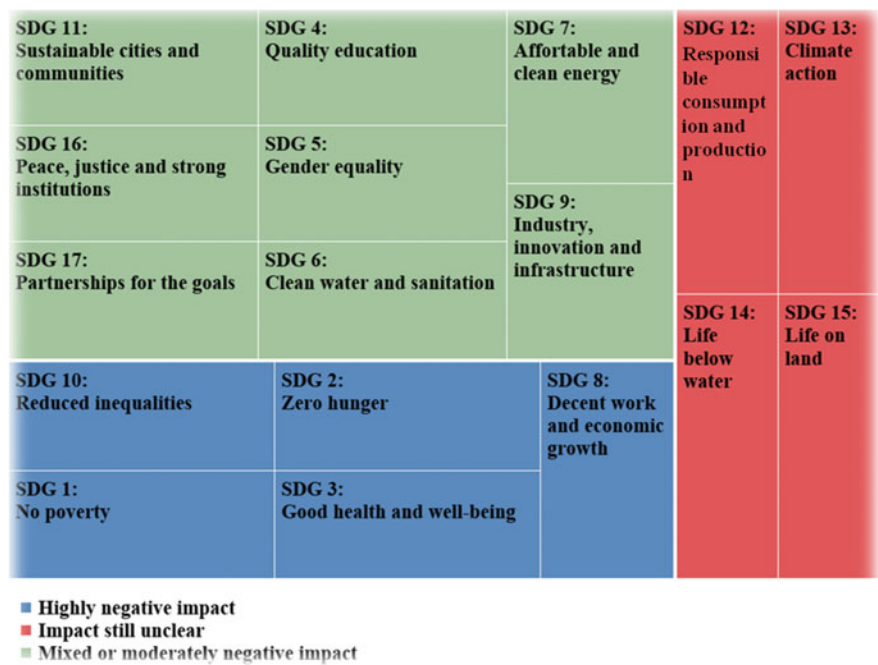 SDG 11:
Sustainable cities and
communities
SDG 4:
Quality education
SDG 7:
Affortable and
clean energy
SDG 12:
Responsi
ble
consumpt
ion and
productio
n
SDG 13:
Climate
action
SDG 16:
Peace, justice and strong
institutions
SDG 5:
Gender equality
SDG 9:
Industry,
innovation and
infrastructure
SDG 17:
Partnerships for the goals
SDG 6:
Clean water and sanitation
SDG 14:
Life
below
water
SDG 15:
Life on
land
SDG 10:
Reduced inequalities
SDG 2:
Zero hunger
SDG 8:
Decent work
and economic
growth
SDG 1:
No poverty
SDG 3:
Good health and well-being
Highly negative impact
Impact still unclear
Mixed or moderately negative impact